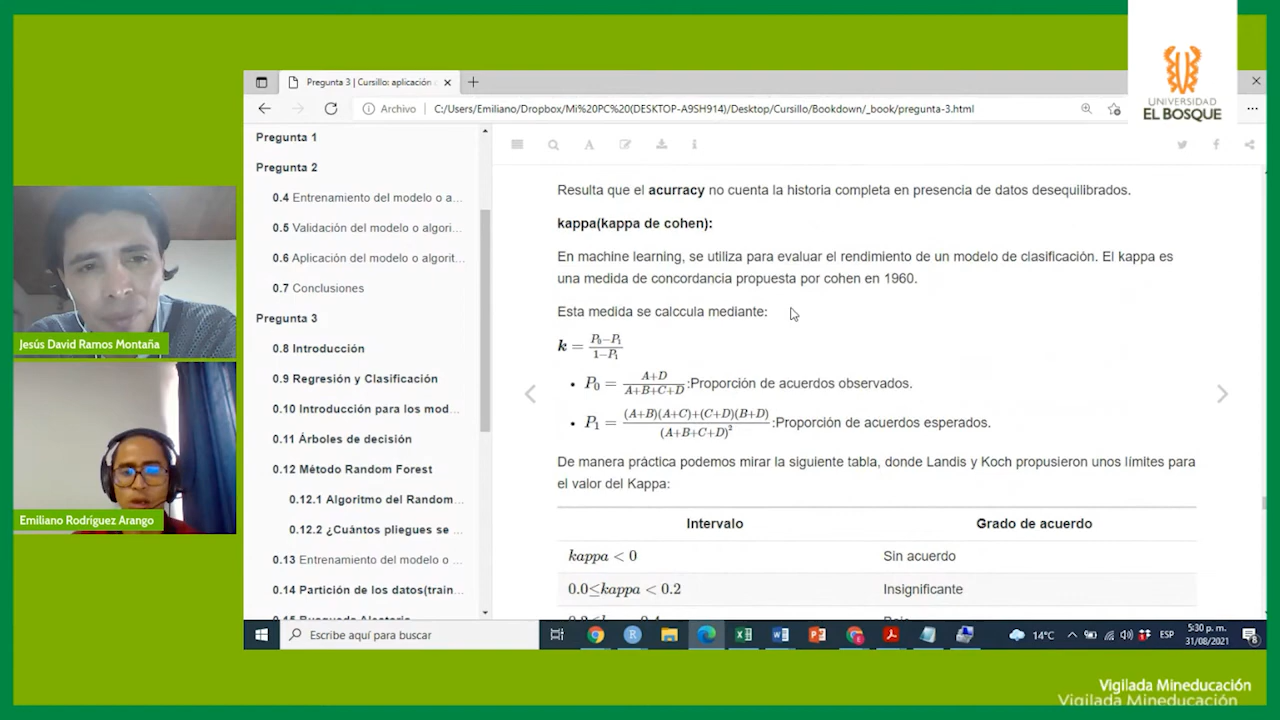 UNIVERSIDAD
EL BOSQUE
Pregunta 3 | Cursillo: aplicación
Archivo
C:/Users/Emiliano/Dropbox/Mi%20PC%20(DESKTOP-A9SH914)/Desktop/Cursillo/Bookdown/_book/pregunta-3.html
Pregunta 1
Pregunta 2
0.4 Entrenamiento del modelo o a...
0.5 Validación del modelo o algori...
0.6 Aplicación del modelo o algorit...
0.7 Conclusiones
Pregunta 3
0.8 Introducción
0.9 Regresión y Clasificación
0.10 Introducción para los mod...
0.11 Árboles de decisión
0.12 Método Random Forest
0.12.1 Algoritmo del Random...
0.12.2 ¿Cuántos pliegues se ...
0.13 Entrenamiento del modelo o ...
0.14 Partición de los datos(train...
0.15 Busqueda Aleatoria
Resulta que el acurracy no cuenta la historia completa en presencia de datos desequilibrados.
kappa(kappa de cohen):
En machine learning, se utiliza para evaluar el rendimiento de un modelo de clasificación. El kappa es
una medida de concordancia propuesta por cohen en 1960.
Esta medida se calccula mediante:
k = (P₀−P₁)/(1−P₁)
• P₀ = (A+D)/(A+B+C+D) :Proporción de acuerdos observados.
• P₁ = ((A+B)(A+C)+(C+D)(B+D))/(A+B+C+D)² :Proporción de acuerdos esperados.
De manera práctica podemos mirar la siguiente tabla, donde Landis y Koch propusieron unos límites para
el valor del Kappa:
Intervalo Grado de acuerdo
kappa < 0 Sin acuerdo
0.0≤kappa < 0.2 Insignificante
Jesús David Ramos Montaña
Emiliano Rodríguez Arango
Escribe aquí para buscar
14°C
ESP
5:30 p. m.
31/08/2021
Vigilada Mineducación
Vigilada Mineducación